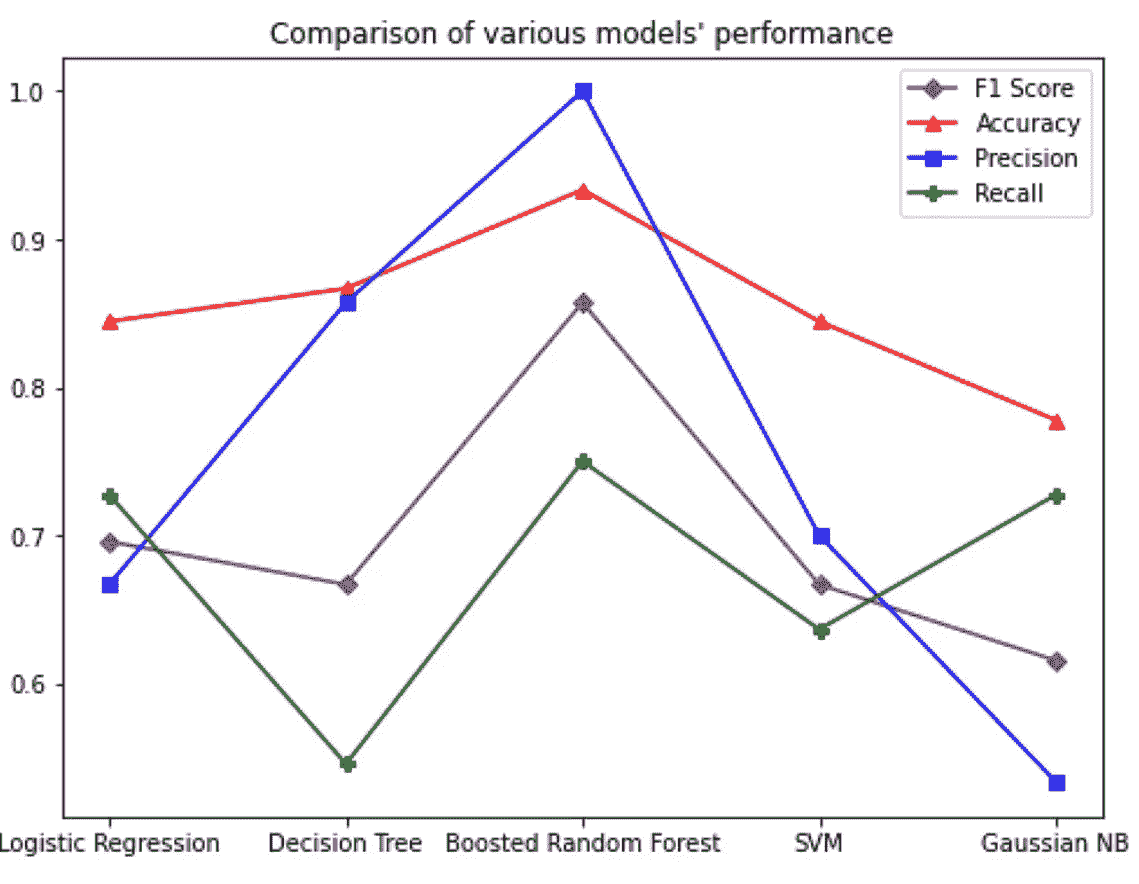 Comparison of various models' performance
1.0
0.9
0.8
0.7
0.6
F1 Score
Accuracy
Precision
Recall
Logistic Regression Decision Tree Boosted Random Forest SVM Gaussian NB